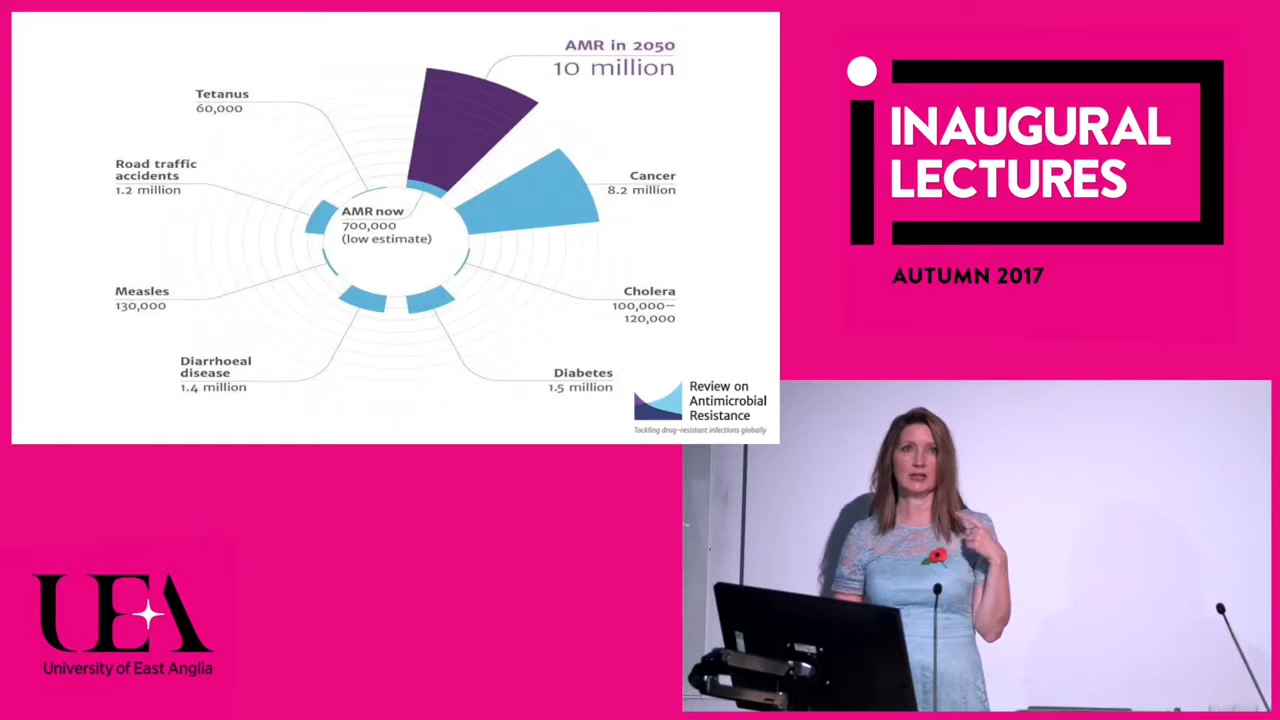 AMR in 2050
10 million
Tetanus
60,000
Road traffic
accidents
1.2 million
Cancer
8.2 million
AMR now
700,000
(low estimate)
Measles
130,000
Cholera
100,000–
120,000
Diarrhoeal
disease
1.4 million
Diabetes
1.5 million
Review on
Antimicrobial
Resistance
Tackling drug-resistant infections globally
INAUGURAL
LECTURES
AUTUMN 2017
UEA
University of East Anglia